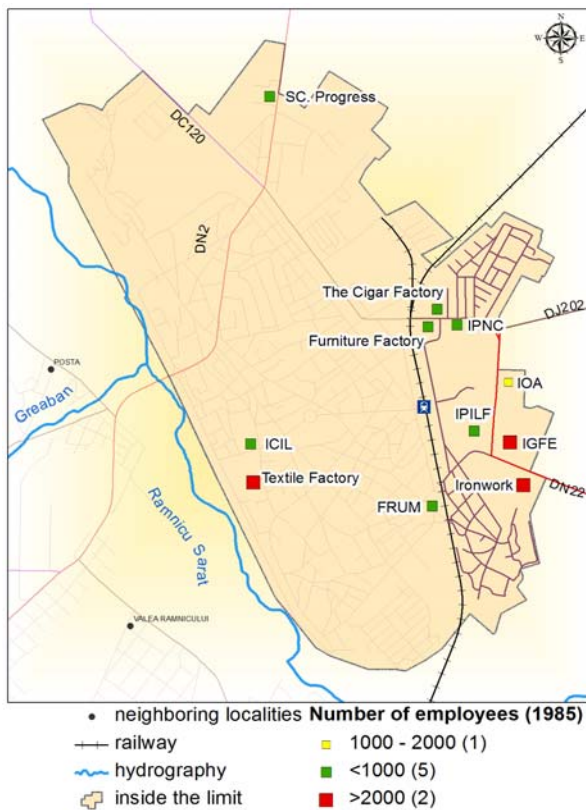 N
W E
S
SC. Progress
DC120
DN2
The Cigar Factory
DJ202
IPNC
Furniture Factory
POSTA
IOA
Greaban
IPILF
ICIL
IGFE
Textile Factory
Ironwork
DN22
FRUM
Ramnicu Sarat
VALEA RAMNICULUI
neighboring localities Number of employees (1985)
railway 1000 - 2000 (1)
hydrography <1000 (5)
inside the limit >2000 (2)